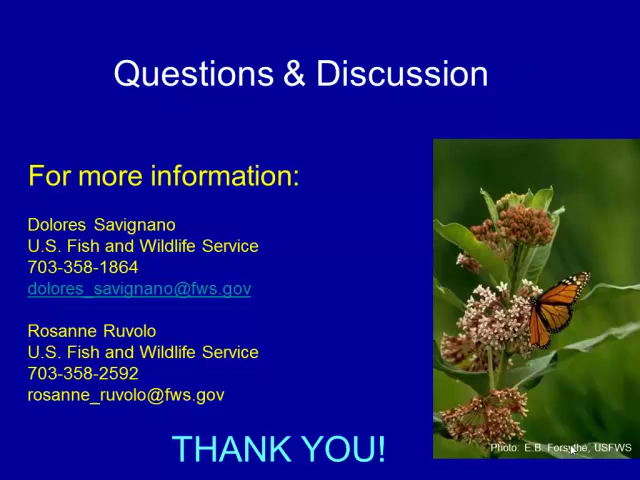 Questions & Discussion
For more information:
Dolores Savignano
U.S. Fish and Wildlife Service
703-358-1864
dolores_savignano@fws.gov
Rosanne Ruvolo
U.S. Fish and Wildlife Service
703-358-2592
rosanne_ruvolo@fws.gov
THANK YOU!
Photo: E.B. Forsythe, USFWS